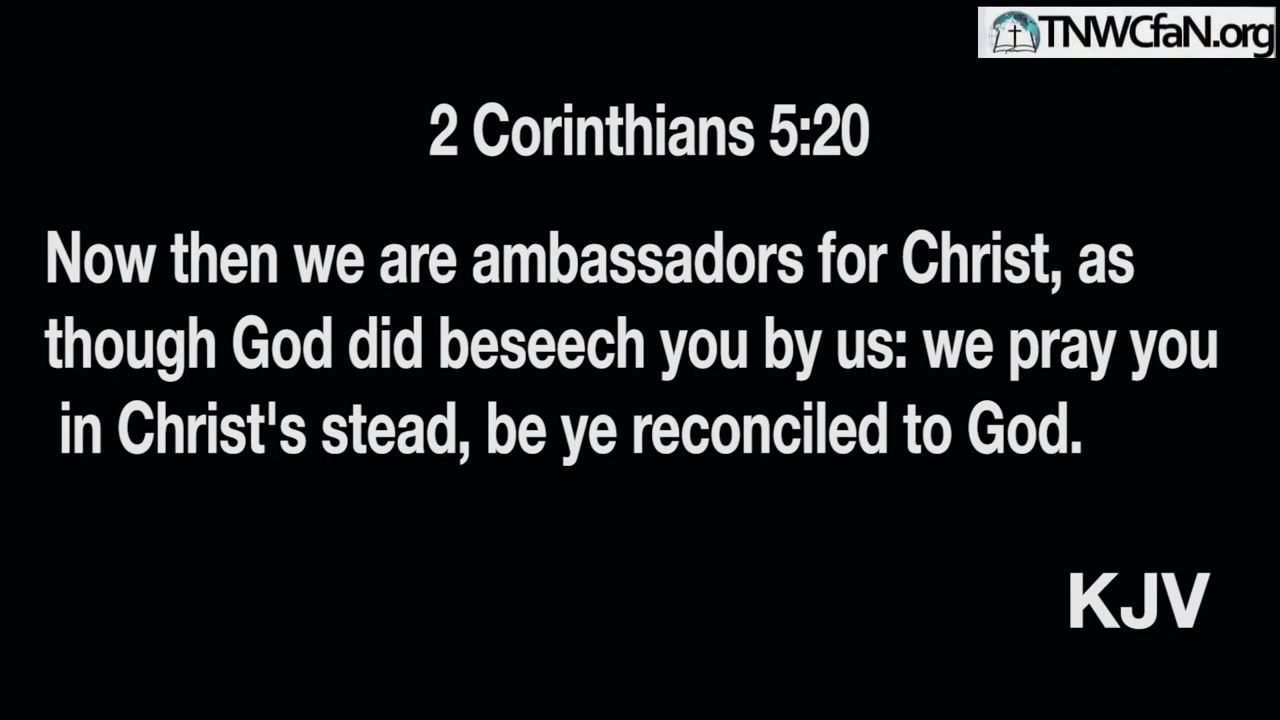 TNWCfaN.org
2 Corinthians 5:20
Now then we are ambassadors for Christ, as
though God did beseech you by us: we pray you
in Christ's stead, be ye reconciled to God.
KJV